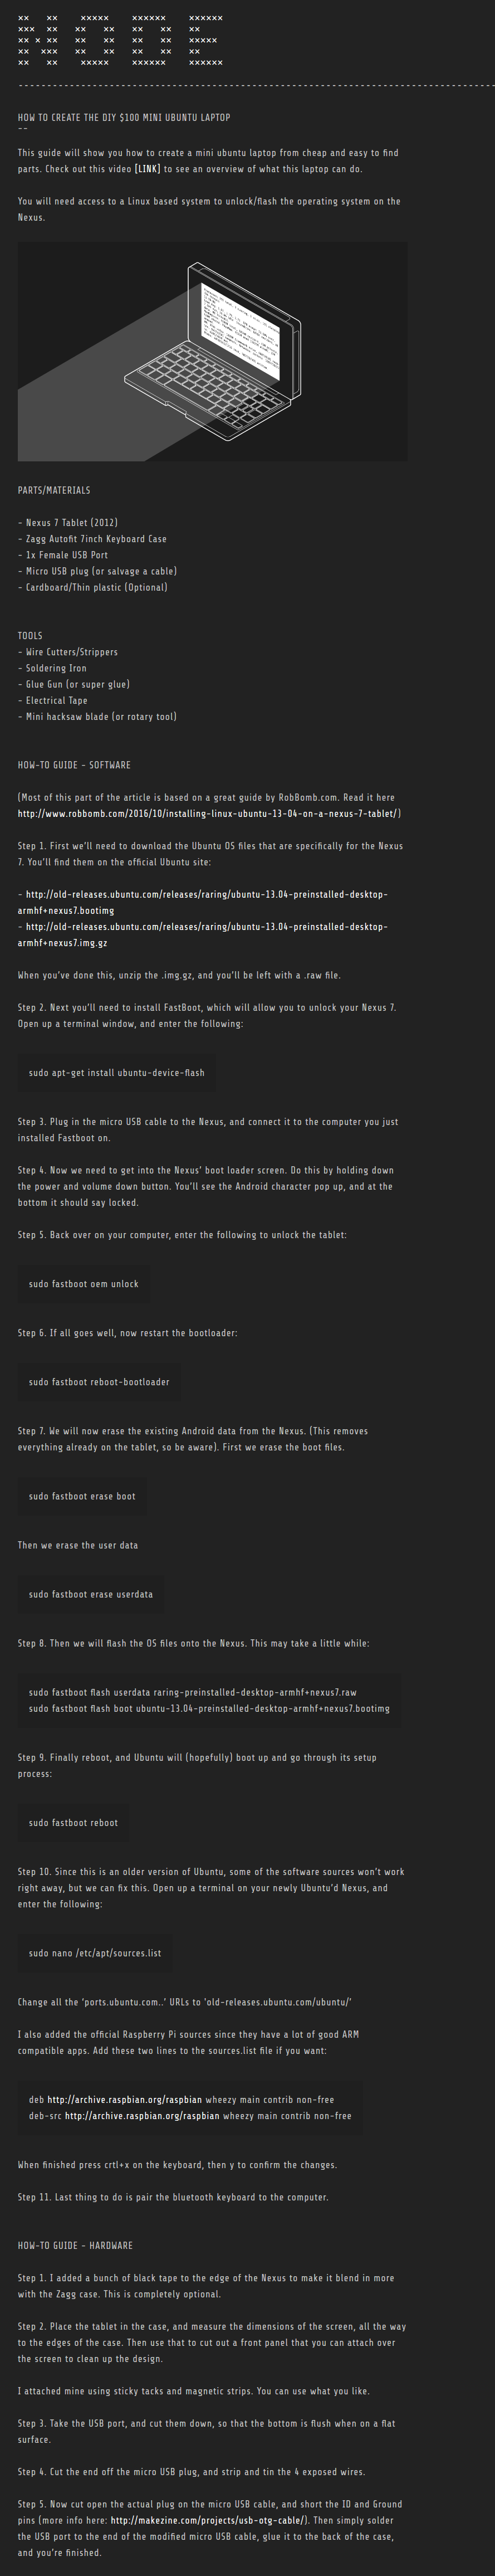 ×× ×× ××××× ×××××× ××××××
××× ×× ×× ×× ×× ×× ××
×× × ×× ×× ×× ×× ×× ×××××
×× ××× ×× ×× ×× ×× ××
×× ×× ××××× ×××××× ××××××
HOW TO CREATE THE DIY $100 MINI UBUNTU LAPTOP
--
This guide will show you how to create a mini ubuntu laptop from cheap and easy to find
parts. Check out this video [LINK] to see an overview of what this laptop can do.
You will need access to a Linux based system to unlock/flash the operating system on the
Nexus.
PARTS/MATERIALS
- Nexus 7 Tablet (2012)
- Zagg Autofit 7inch Keyboard Case
- 1x Female USB Port
- Micro USB plug (or salvage a cable)
- Cardboard/Thin plastic (Optional)
TOOLS
- Wire Cutters/Strippers
- Soldering Iron
- Glue Gun (or super glue)
- Electrical Tape
- Mini hacksaw blade (or rotary tool)
HOW-TO GUIDE - SOFTWARE
(Most of this part of the article is based on a great guide by RobBomb.com. Read it here
http://www.robbomb.com/2016/10/installing-linux-ubuntu-13-04-on-a-nexus-7-tablet/)
Step 1. First we'll need to download the Ubuntu OS files that are specifically for the Nexus
7. You'll find them on the official Ubuntu site:
- http://old-releases.ubuntu.com/releases/raring/ubuntu-13.04-preinstalled-desktop-
armhf+nexus7.bootimg
- http://old-releases.ubuntu.com/releases/raring/ubuntu-13.04-preinstalled-desktop-
armhf+nexus7.img.gz
When you've done this, unzip the .img.gz, and you'll be left with a .raw file.
Step 2. Next you'll need to install FastBoot, which will allow you to unlock your Nexus 7.
Open up a terminal window, and enter the following:
sudo apt-get install ubuntu-device-flash
Step 3. Plug in the micro USB cable to the Nexus, and connect it to the computer you just
installed Fastboot on.
Step 4. Now we need to get into the Nexus' boot loader screen. Do this by holding down
the power and volume down button. You'll see the Android character pop up, and at the
bottom it should say locked.
Step 5. Back over on your computer, enter the following to unlock the tablet:
sudo fastboot oem unlock
Step 6. If all goes well, now restart the bootloader:
sudo fastboot reboot-bootloader
Step 7. We will now erase the existing Android data from the Nexus. (This removes
everything already on the tablet, so be aware). First we erase the boot files.
sudo fastboot erase boot
Then we erase the user data
sudo fastboot erase userdata
Step 8. Then we will flash the OS files onto the Nexus. This may take a little while:
sudo fastboot flash userdata raring-preinstalled-desktop-armhf+nexus7.raw
sudo fastboot flash boot ubuntu-13.04-preinstalled-desktop-armhf+nexus7.bootimg
Step 9. Finally reboot, and Ubuntu will (hopefully) boot up and go through its setup
process:
sudo fastboot reboot
Step 10. Since this is an older version of Ubuntu, some of the software sources won't work
right away, but we can fix this. Open up a terminal on your newly Ubuntu'd Nexus, and
enter the following:
sudo nano /etc/apt/sources.list
Change all the 'ports.ubuntu.com..' URLs to 'old-releases.ubuntu.com/ubuntu/'
I also added the official Raspberry Pi sources since they have a lot of good ARM
compatible apps. Add these two lines to the sources.list file if you want:
deb http://archive.raspbian.org/raspbian wheezy main contrib non-free
deb-src http://archive.raspbian.org/raspbian wheezy main contrib non-free
When finished press crtl+x on the keyboard, then y to confirm the changes.
Step 11. Last thing to do is pair the bluetooth keyboard to the computer.
HOW-TO GUIDE - HARDWARE
Step 1. I added a bunch of black tape to the edge of the Nexus to make it blend in more
with the Zagg case. This is completely optional.
Step 2. Place the tablet in the case, and measure the dimensions of the screen, all the way
to the edges of the case. Then use that to cut out a front panel that you can attach over
the screen to clean up the design.
I attached mine using sticky tacks and magnetic strips. You can use what you like.
Step 3. Take the USB port, and cut them down, so that the bottom is flush when on a flat
surface.
Step 4. Cut the end off the micro USB plug, and strip and tin the 4 exposed wires.
Step 5. Now cut open the actual plug on the micro USB cable, and short the ID and Ground
pins (more info here: http://makezine.com/projects/usb-otg-cable/). Then simply solder
the USB port to the end of the modified micro USB cable, glue it to the back of the case,
and you're finished.